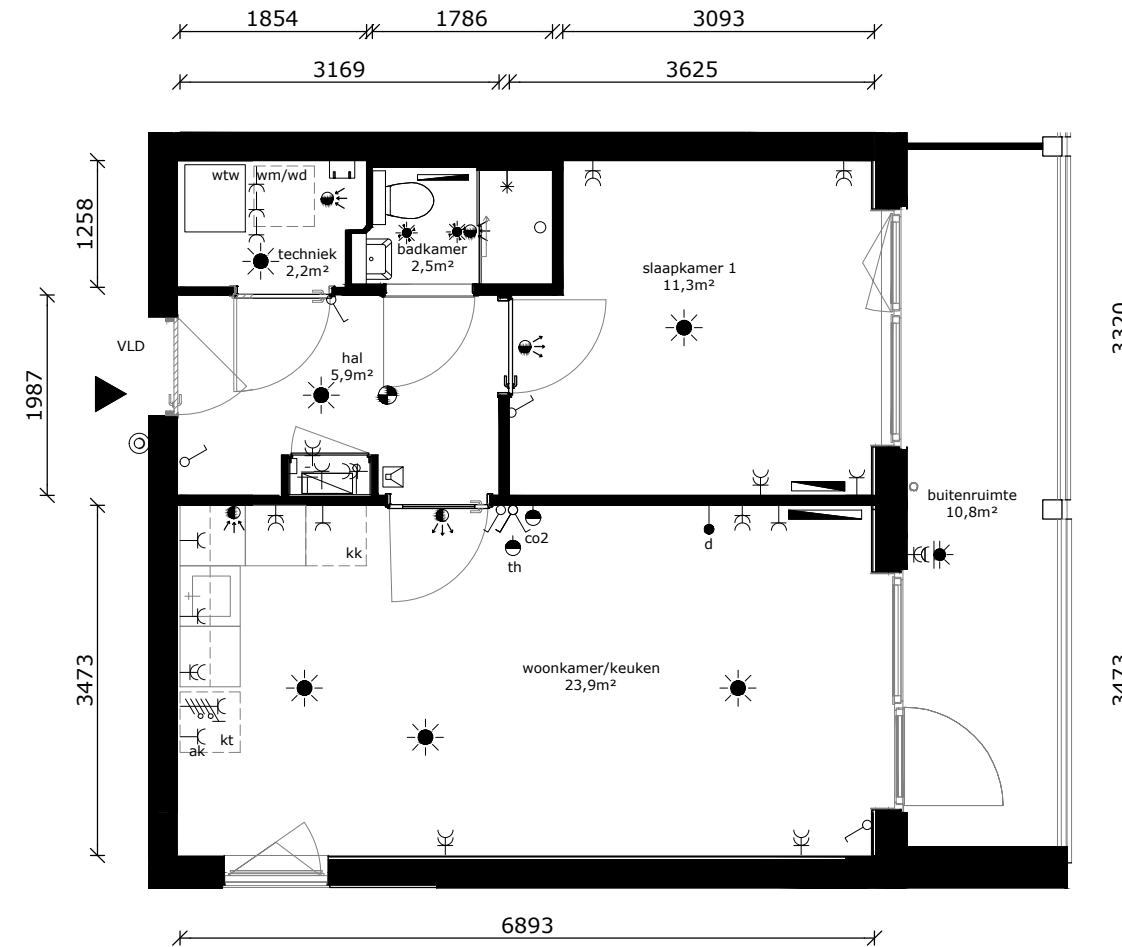 1854 1786 3093
3169 3625
wtw wm/wd
1258
techniek
2,2m²
badkamer
2,5m²
slaapkamer 1
11,3m²
VLD
hal
5,9m²
3320
1987
buitenruimte
10,8m²
kk
co2
th
d
woonkamer/keuken
23,9m²
3473
3473
ak
kt
6893